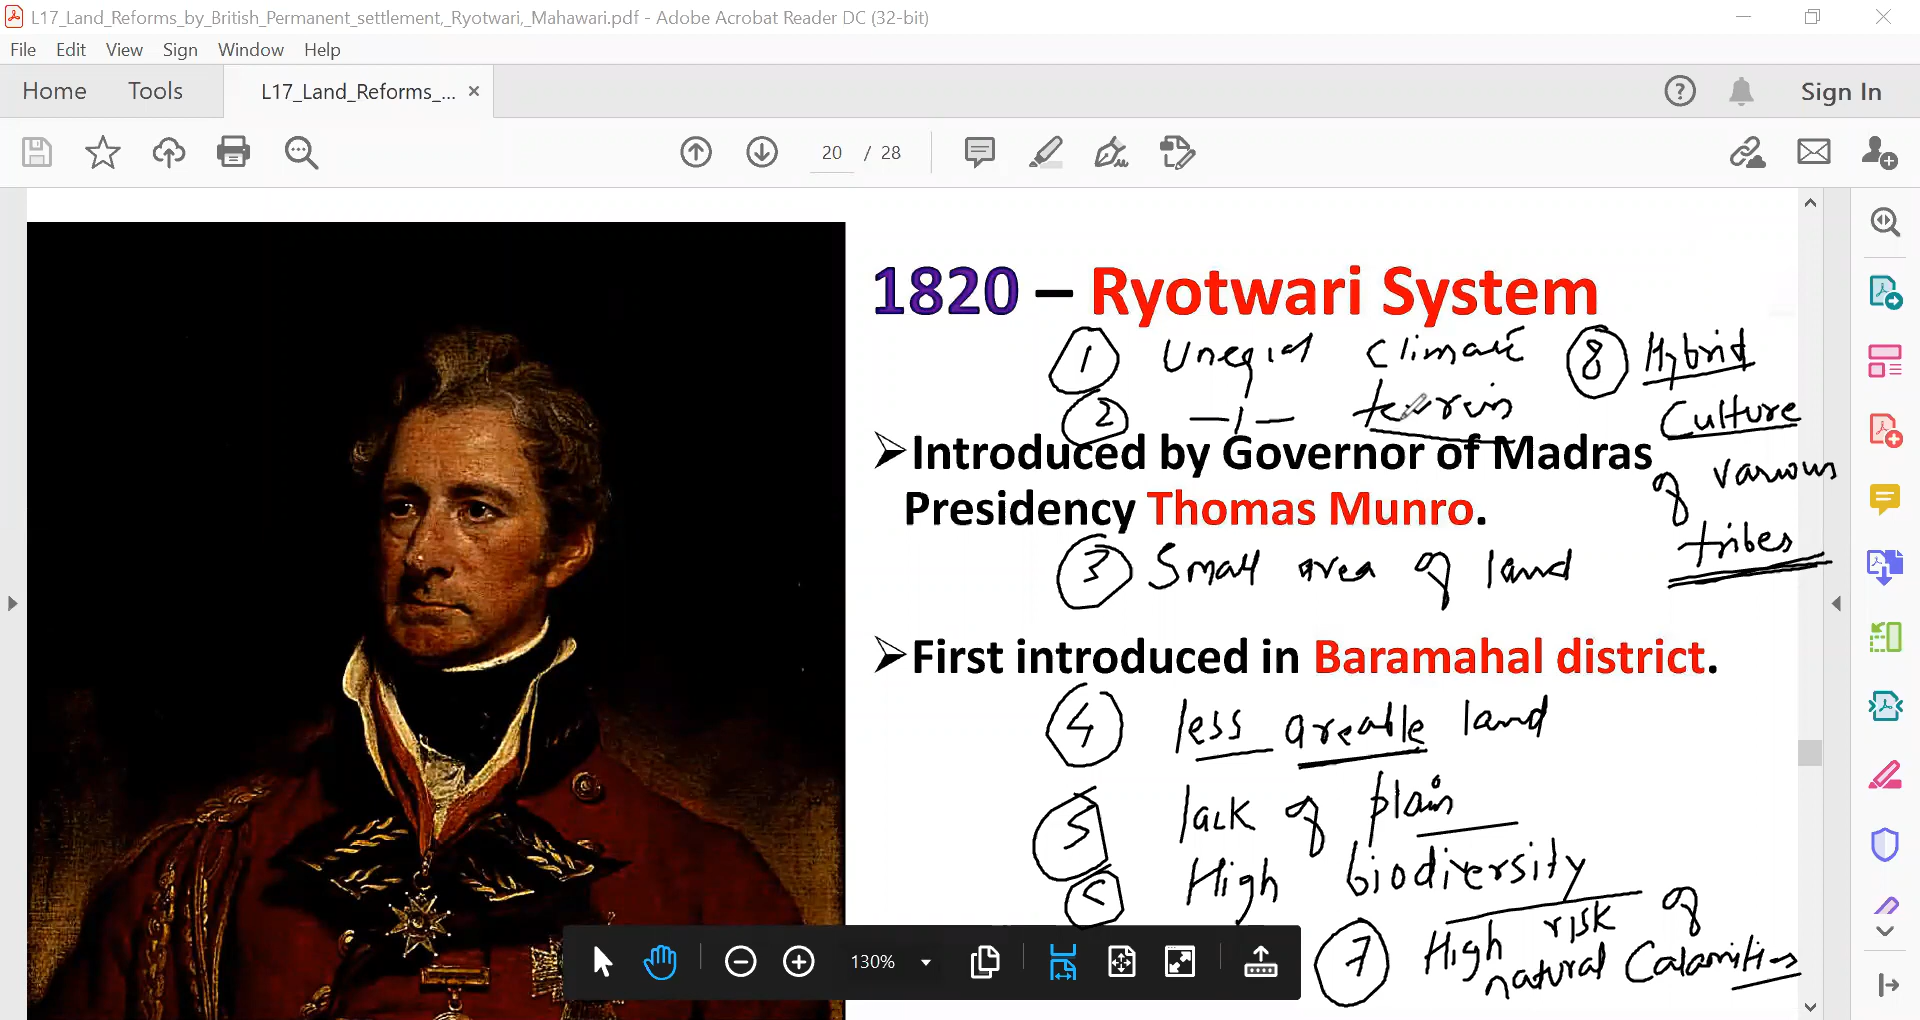 L17_Land_Reforms_by_British_Permanent_settlement,_Ryotwari,_Mahawari.pdf - Adobe Acrobat Reader DC (32-bit)
File Edit View Sign Window Help
Home Tools L17_Land_Reforms_... × Sign In
20 / 28
1820 – Ryotwari System
1 Uneqal Climate
2 —〃— terrin
8 Hybrid
Culture
of various
tribes
➢Introduced by Governor of Madras
Presidency Thomas Munro.
3 Small area of land
➢First introduced in Baramahal district.
4 less areable land
5 lack of plain
6 High biodiversity
7 High risk of
natural Calamities
130%